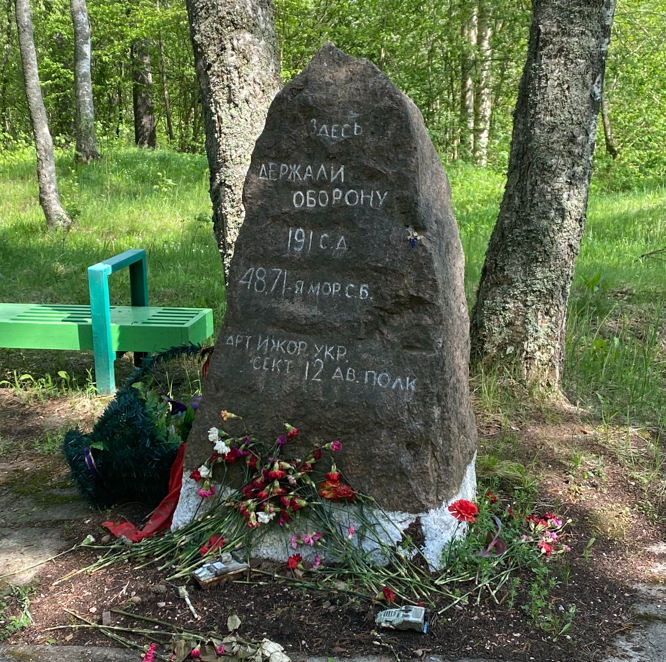 ЗДЕСЬ
ДЕРЖАЛИ
ОБОРОНУ
191 С.Д.
48.71-Я МОР.С.Б.
АРТ ИЖОР. УКР.
СЕКТ 12 АВ. ПОЛК